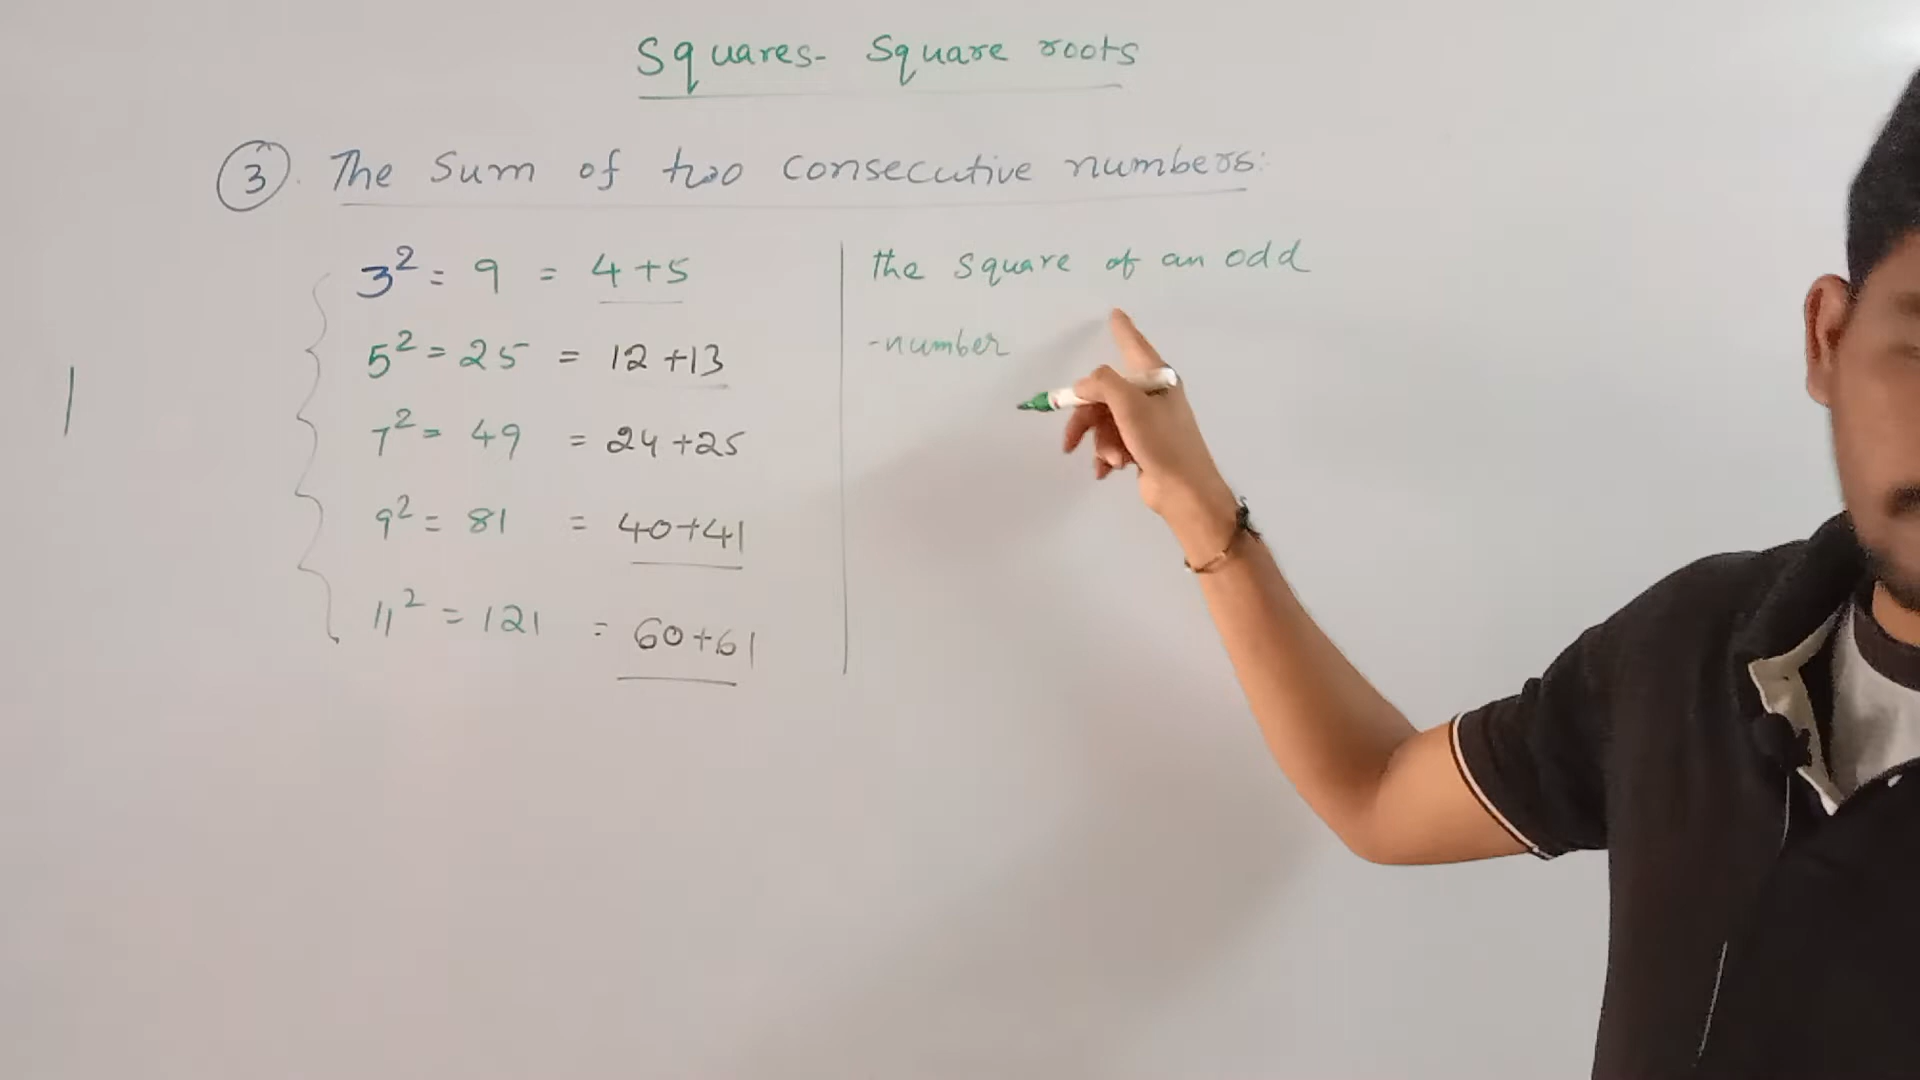 Squares- Square roots
3. The Sum of two consecutive numbers:
3² = 9 = 4+5
5² = 25 = 12+13
7² = 49 = 24+25
9² = 81 = 40+41
11² = 121 = 60+61
the square of an odd
-number